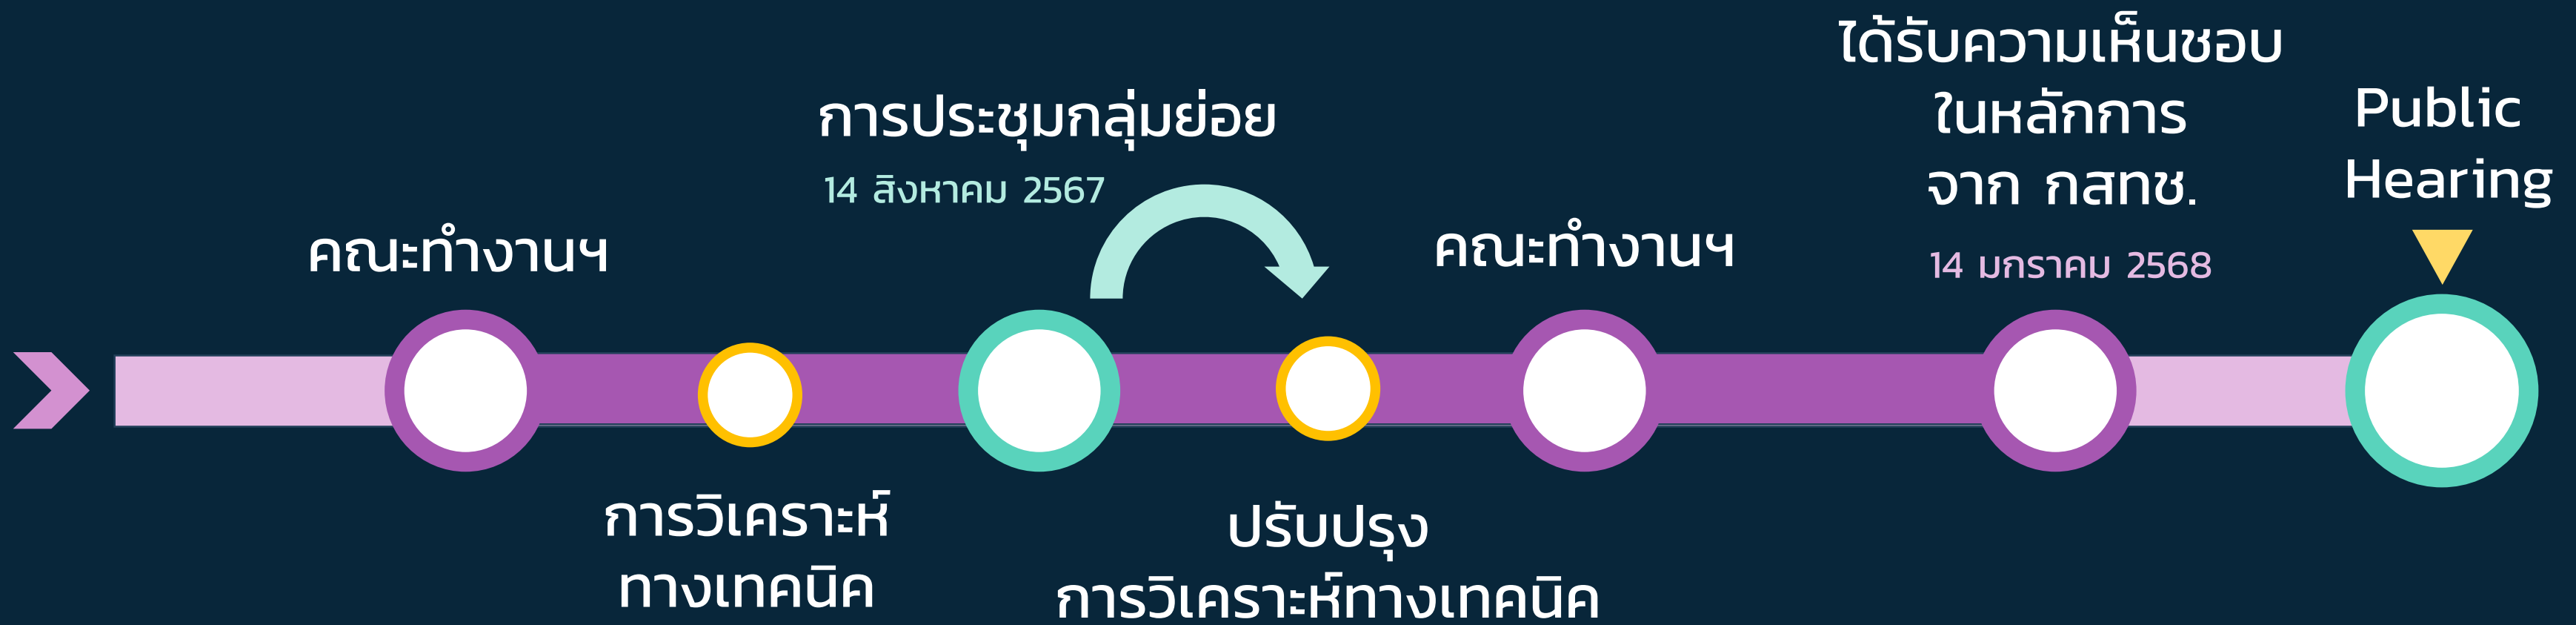 คณะทำงานฯ
การวิเคราะห์
ทางเทคนิค
การประชุมกลุ่มย่อย
14 สิงหาคม 2567
ปรับปรุง
การวิเคราะห์ทางเทคนิค
คณะทำงานฯ
ได้รับความเห็นชอบ
ในหลักการ
จาก กสทช.
14 มกราคม 2568
Public
Hearing